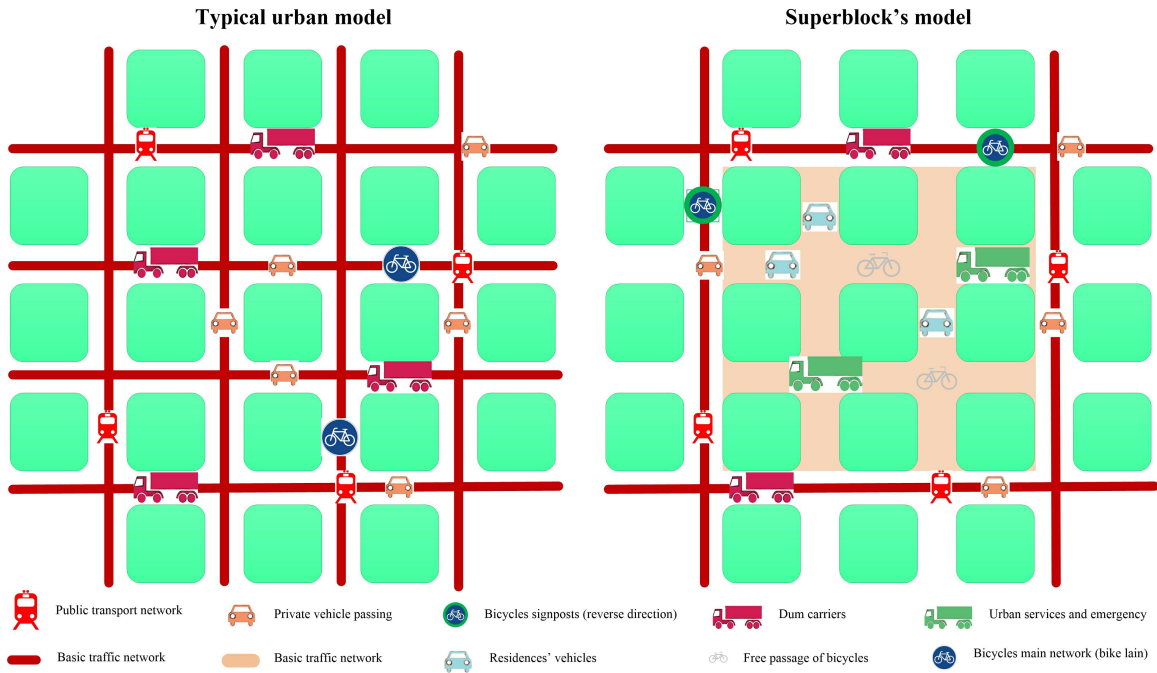 Typical urban model
Superblock's model
Public transport network
Private vehicle passing
Bicycles signposts (reverse direction)
Dum carriers
Urban services and emergency
Basic traffic network
Basic traffic network
Residences' vehicles
Free passage of bicycles
Bicycles main network (bike lain)